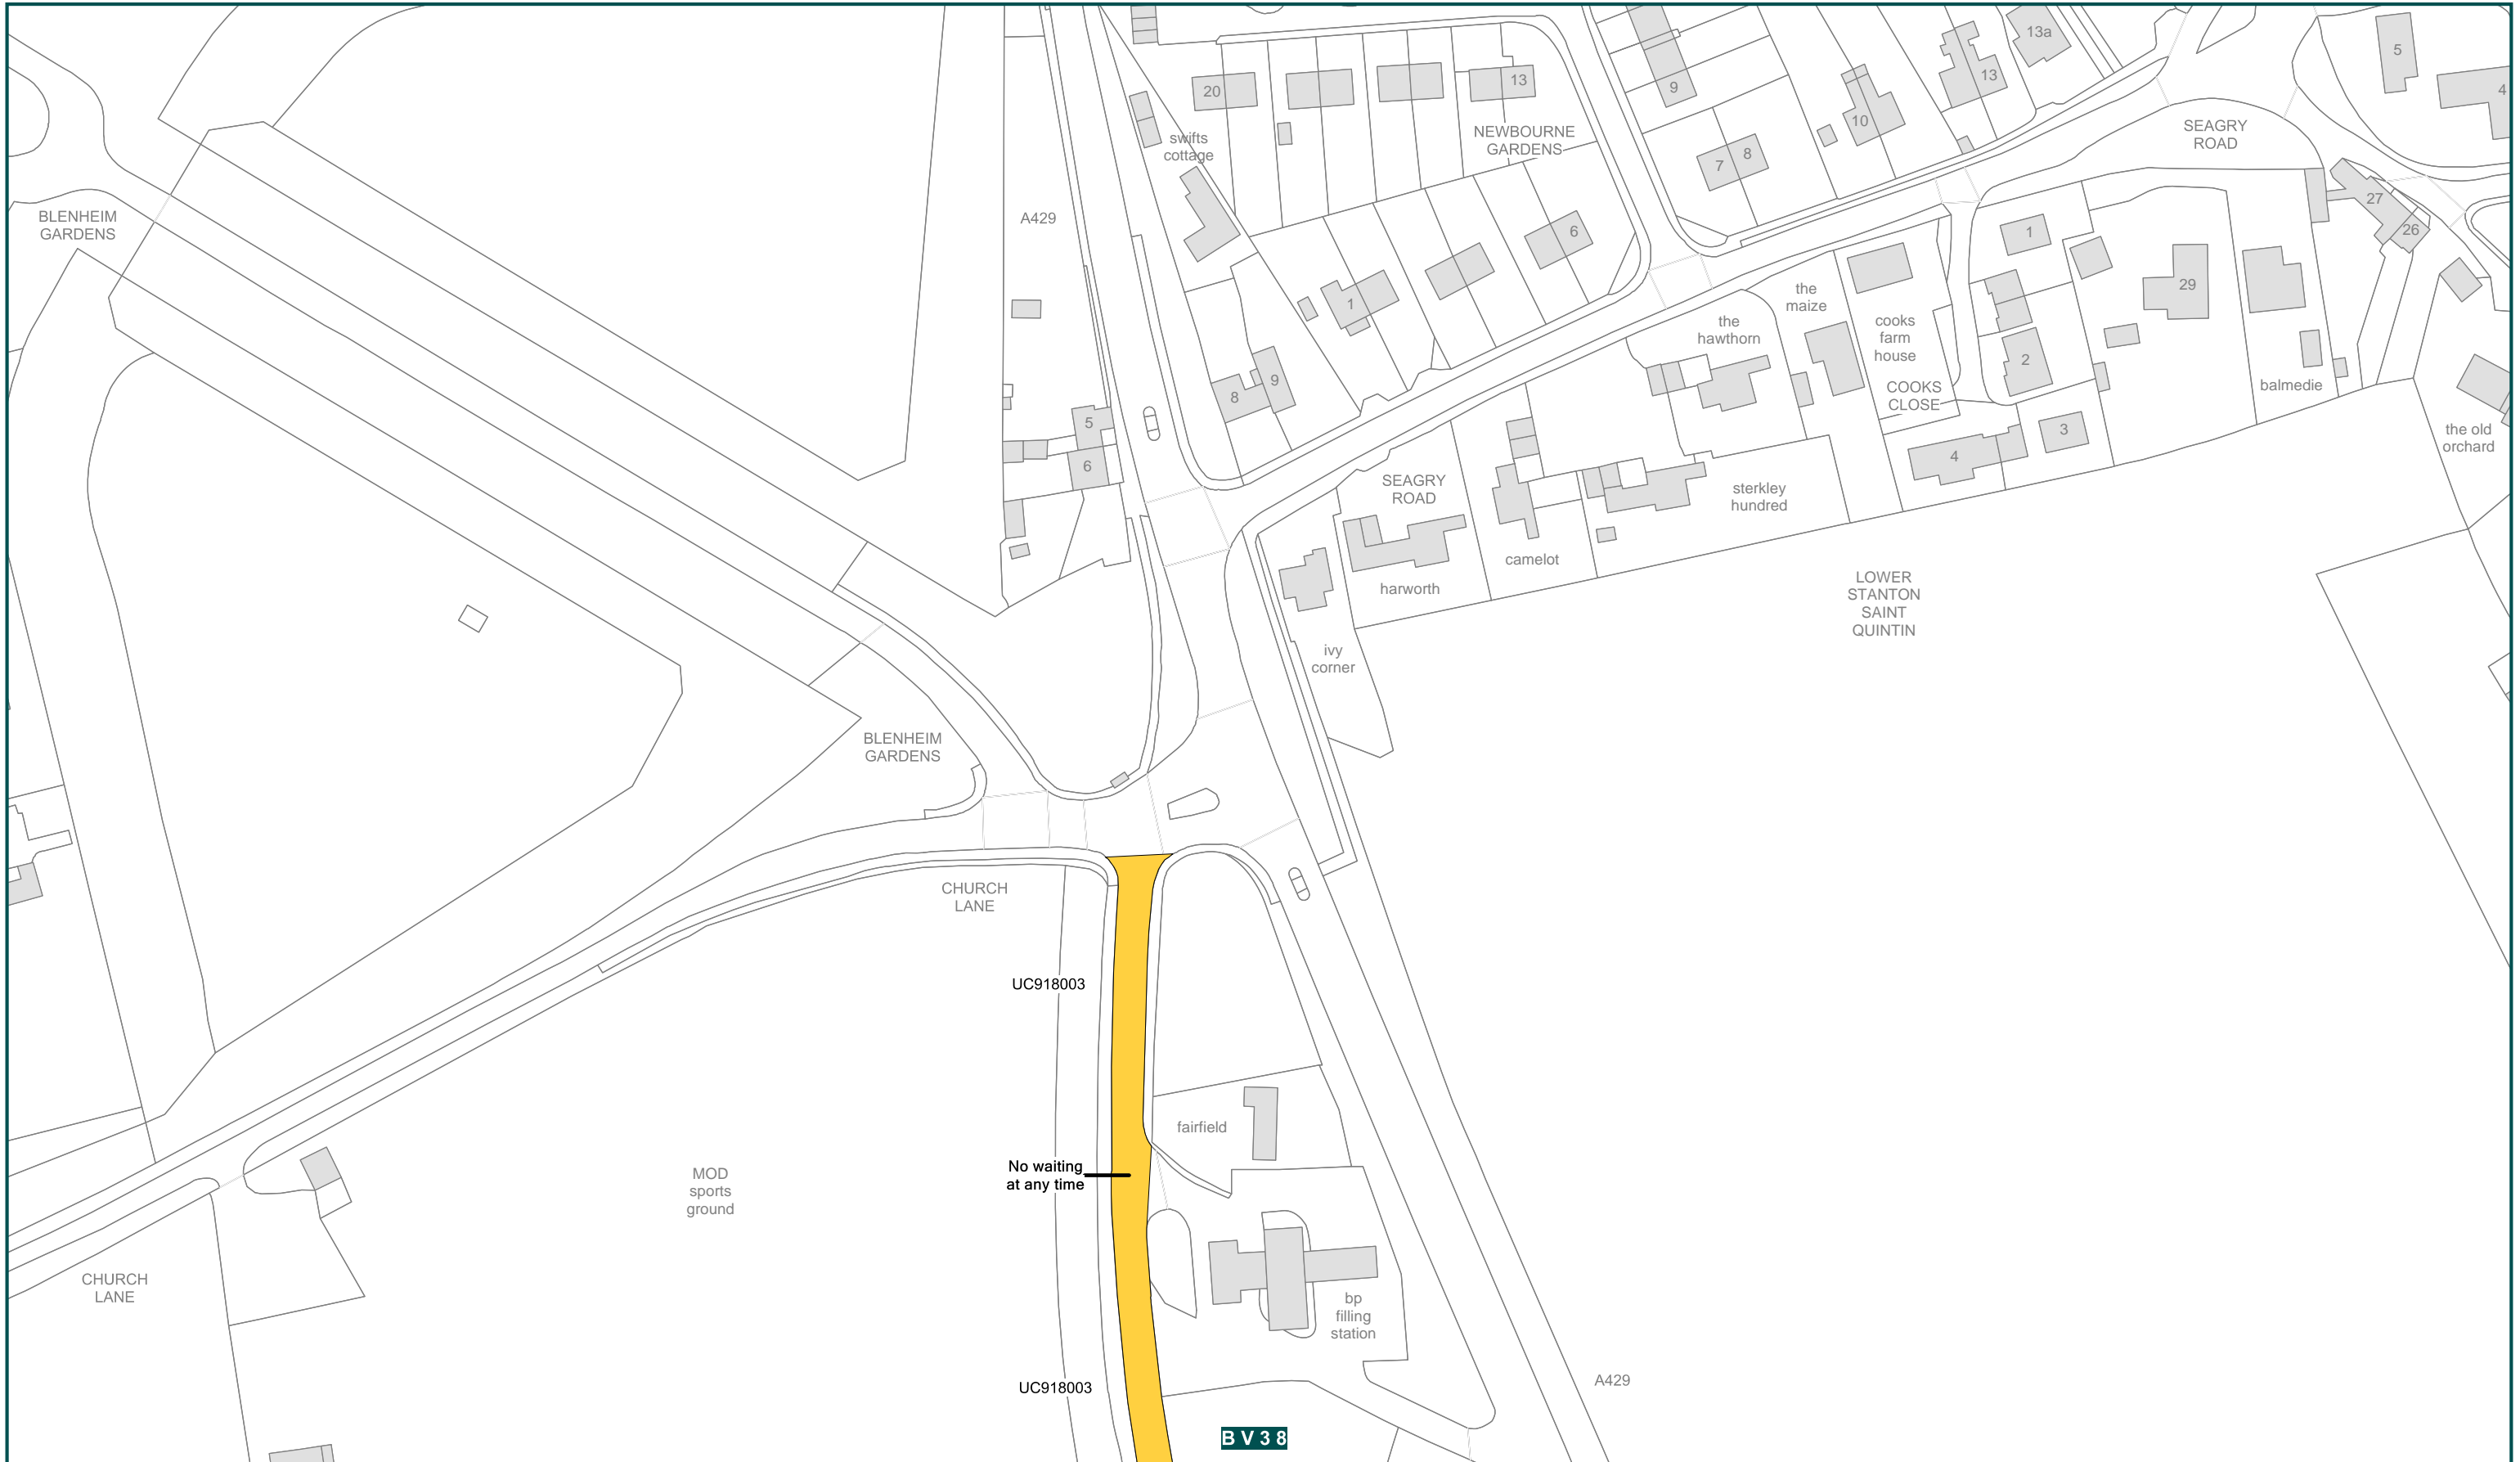 13a
5
4
20
13
13
9
10
swifts
cottage
NEWBOURNE
GARDENS
SEAGRY
ROAD
7
8
27
BLENHEIM
GARDENS
A429
6
1
26
1
29
the
maize
the
hawthorn
cooks
farm
house
2
COOKS
CLOSE
balmedie
9
8
5
6
3
the old
orchard
4
SEAGRY
ROAD
sterkley
hundred
camelot
harworth
LOWER
STANTON
SAINT
QUINTIN
ivy
corner
BLENHEIM
GARDENS
CHURCH
LANE
UC918003
fairfield
No waiting
at any time
MOD
sports
ground
CHURCH
LANE
bp
filling
station
UC918003
A429
BV38